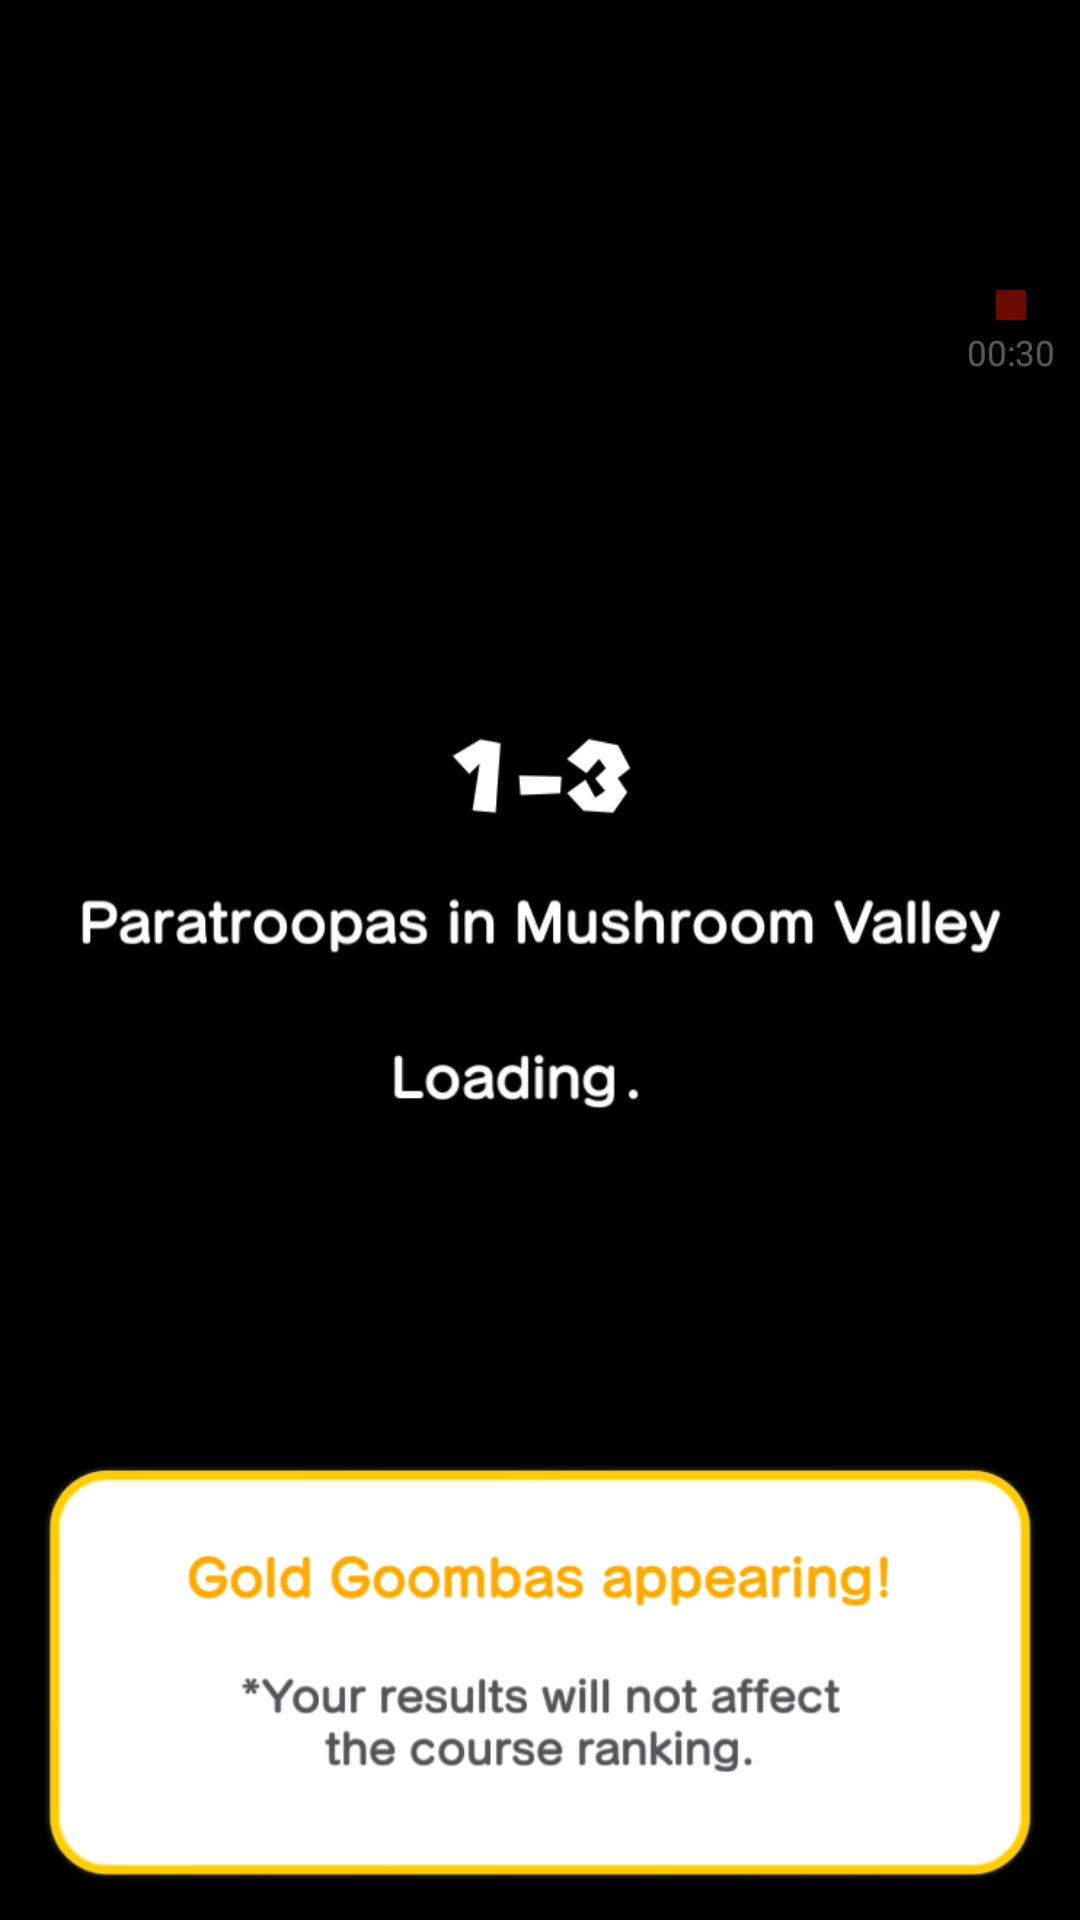 00:30
1-3
Paratroopas in Mushroom Valley
Loading.
Gold Goombas appearing!
*Your results will not affect
the course ranking.